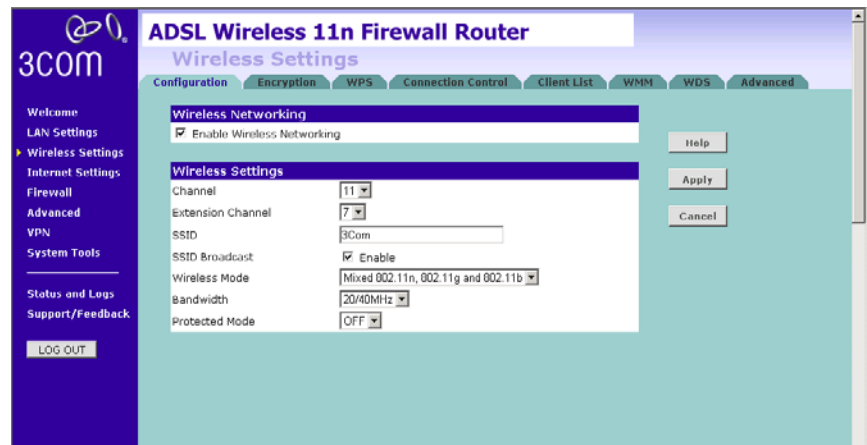 3COM
ADSL Wireless 11n Firewall Router
Wireless Settings
Configuration Encryption WPS Connection Control Client List WMM WDS Advanced
Welcome
LAN Settings
Wireless Settings
Internet Settings
Firewall
Advanced
VPN
System Tools
Status and Logs
Support/Feedback
LOG OUT
Wireless Networking
Enable Wireless Networking
Wireless Settings
Channel 11
Extension Channel 7
SSID 3Com
SSID Broadcast Enable
Wireless Mode Mixed 802.11n, 802.11g and 802.11b
Bandwidth 20/40MHz
Protected Mode OFF
Help
Apply
Cancel